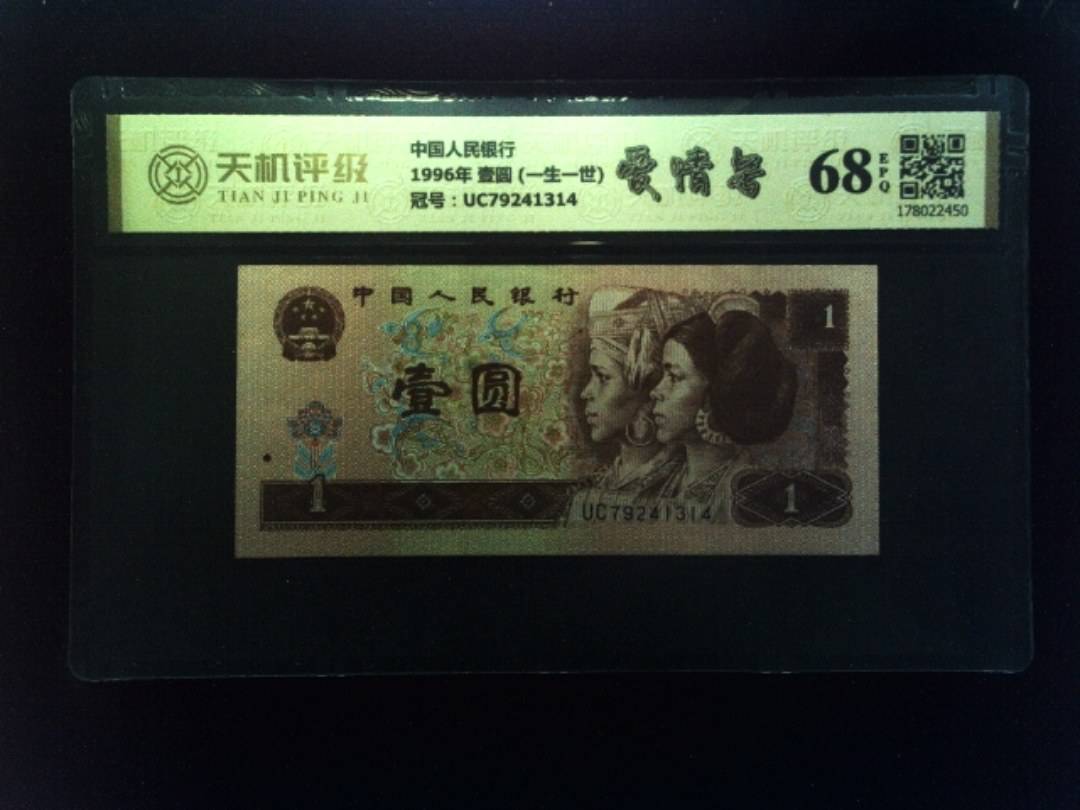 天机评级
TIAN JI PING JI
中国人民银行
1996年 壹圆 (一生一世)
冠号：UC79241314
爱情号
68
EPQ
178022450
中国人民银行
1
壹圆
1
UC79241314
1